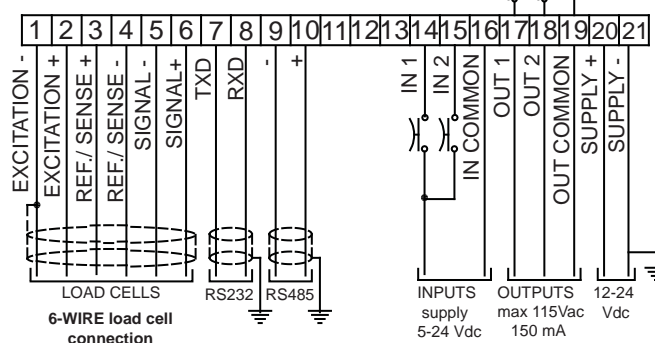 1 2 3 4 5 6 7 8 9 10 11 12 13 14 15 16 17 18 19 20 21
EXCITATION -
EXCITATION +
REF./ SENSE +
REF./ SENSE -
SIGNAL -
SIGNAL+
TXD
RXD
-
+
IN 1
IN 2
IN COMMON
OUT 1
OUT 2
OUT COMMON
SUPPLY +
SUPPLY -
LOAD CELLS
6-WIRE load cell
connection
RS232
RS485
INPUTS
supply
5-24 Vdc
OUTPUTS
max 115Vac
150 mA
12-24
Vdc